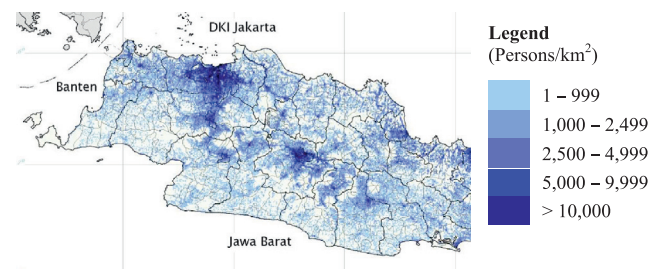 DKI Jakarta
Banten
Jawa Barat
Legend
(Persons/km²)
1 – 999
1,000 – 2,499
2,500 – 4,999
5,000 – 9,999
> 10,000